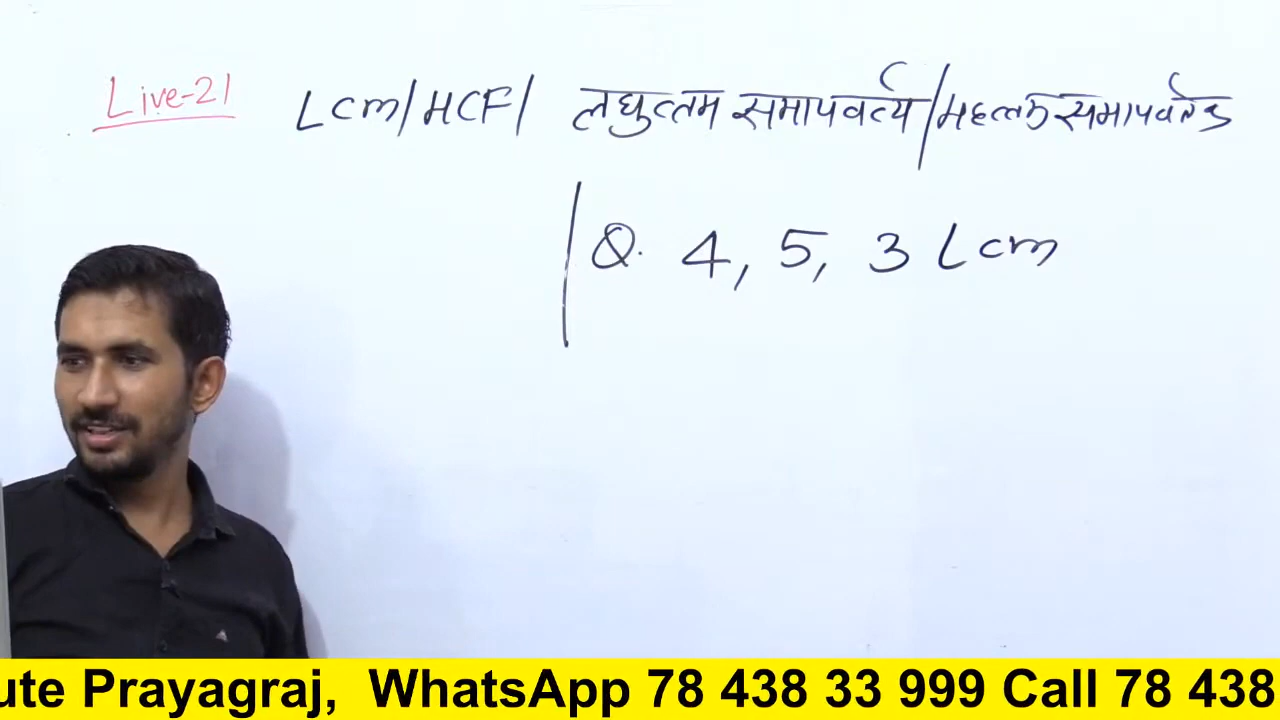 Live-21 Lcm/HCF/ लघुत्तम समापवर्त्य/महत्तम समापवर्तक
Q. 4, 5, 3 Lcm
ute Prayagraj, WhatsApp 78 438 33 999 Call 78 438